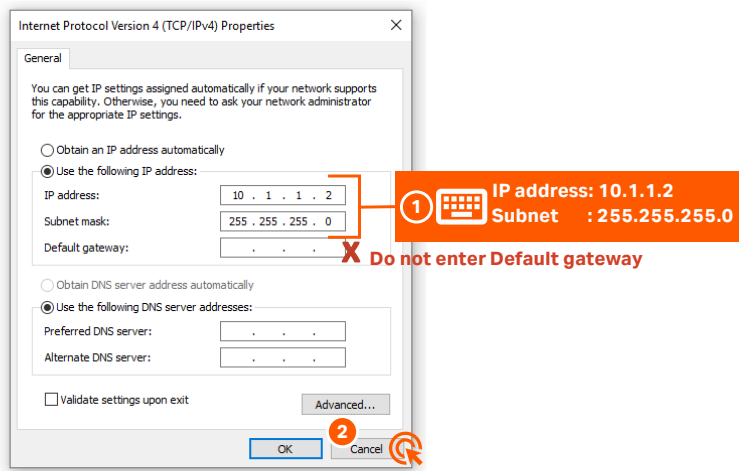 Internet Protocol Version 4 (TCP/IPv4) Properties
General
You can get IP settings assigned automatically if your network supports
this capability. Otherwise, you need to ask your network administrator
for the appropriate IP settings.
Obtain an IP address automatically
Use the following IP address:
IP address: 10 . 1 . 1 . 2
Subnet mask: 255 . 255 . 255 . 0
Default gateway: . . .
1 IP address: 10.1.1.2
Subnet : 255.255.255.0
X Do not enter Default gateway
Obtain DNS server address automatically
Use the following DNS server addresses:
Preferred DNS server: . . .
Alternate DNS server: . . .
Validate settings upon exit
Advanced...
2
OK Cancel